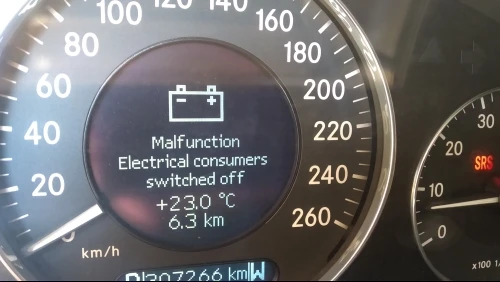 100 120 140 160
80 180
60 200
40 220
20 240
260
- +
Malfunction
Electrical consumers
switched off
+23.0 °C
6.3 km
km/h
307266 km W
30
20 SRS
10
0
x100 1/